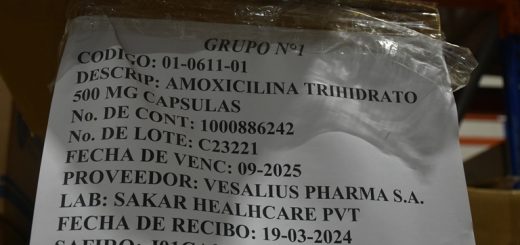 GRUPO N°1
CODIGO: 01-0611-01
DESCRIP: AMOXICILINA TRIHIDRATO
500 MG CAPSULAS
No. DE CONT: 1000886242
No. DE LOTE: C23221
FECHA DE VENC: 09-2025
PROVEEDOR: VESALIUS PHARMA S.A.
LAB: SAKAR HEALHCARE PVT
FECHA DE RECIBO: 19-03-2024